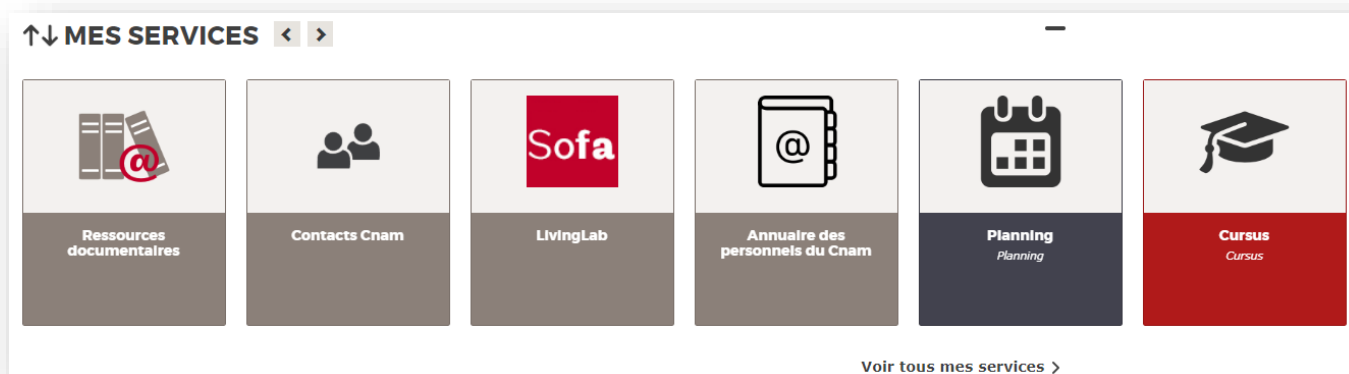 MES SERVICES
@
Sofa
@
Ressources
documentaires
Contacts Cnam
LivingLab
Annuaire des
personnels du Cnam
Planning
Planning
Cursus
Cursus
Voir tous mes services >